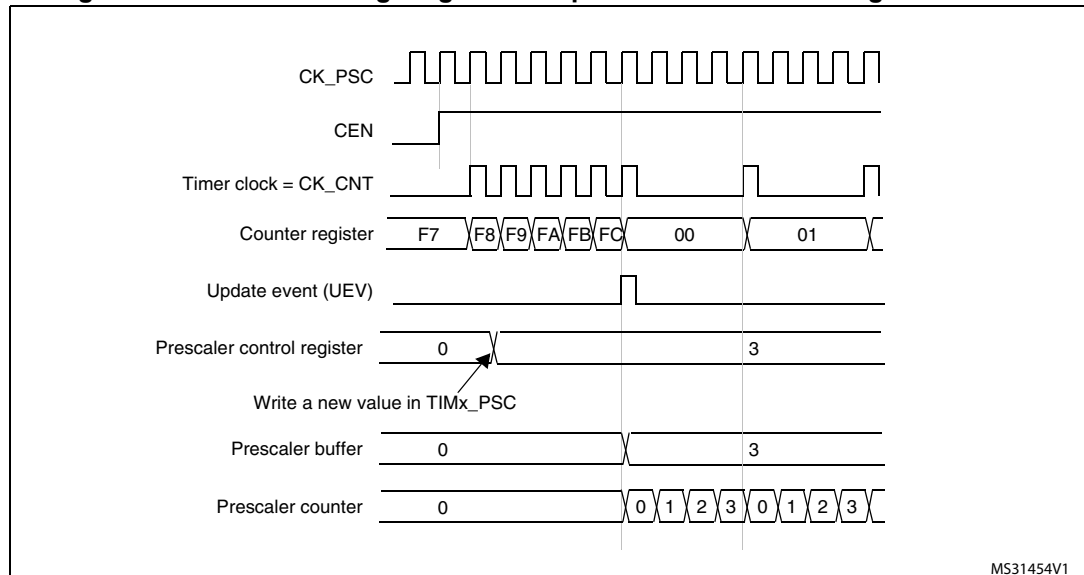 CK_PSC
CEN
Timer clock = CK_CNT
Counter register F7 F8 F9 FA FB FC 00 01
Update event (UEV)
Prescaler control register 0 3
Write a new value in TIMx_PSC
Prescaler buffer 0 3
Prescaler counter 0 0 1 2 3 0 1 2 3
MS31454V1